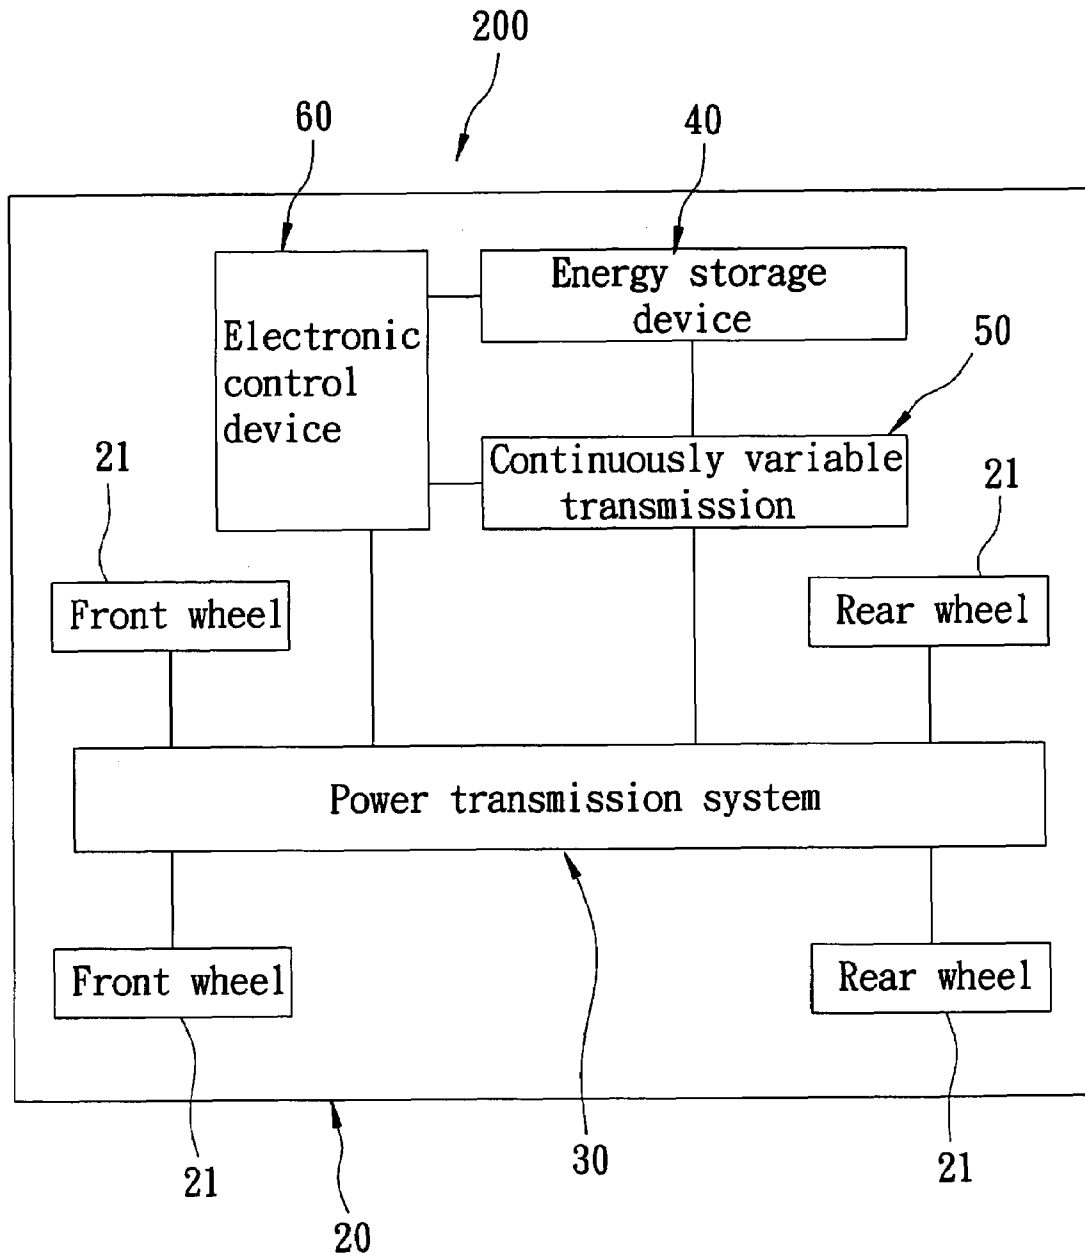 200
60
40
Energy storage
device
50
Electronic
control
device
Continuously variable
transmission
21
21
Front wheel
Rear wheel
Power transmission system
Front wheel
Rear wheel
21
30
21
20